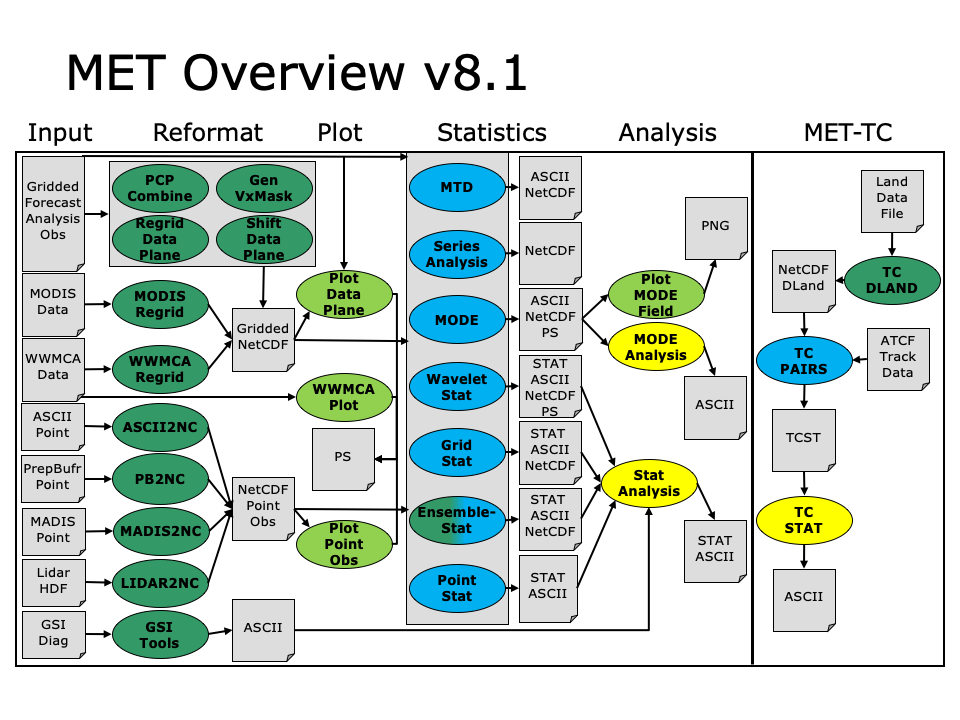 MET Overview v8.1
Input
Reformat
Plot
Statistics
Analysis
MET-TC
Gridded
Forecast
Analysis
Obs
PCP
Combine
Gen
VxMask
Regrid
Data
Plane
Shift
Data
Plane
MODIS
Data
MODIS
Regrid
WWMCA
Data
WWMCA
Regrid
Gridded
NetCDF
Plot
Data
Plane
WWMCA
Plot
PS
ASCII
Point
ASCII2NC
PrepBufr
Point
PB2NC
MADIS
Point
MADIS2NC
Lidar
HDF
LIDAR2NC
GSI
Diag
GSI
Tools
NetCDF
Point
Obs
Plot
Point
Obs
ASCII
MTD
ASCII
NetCDF
Series
Analysis
NetCDF
MODE
ASCII
NetCDF
PS
Wavelet
Stat
STAT
ASCII
NetCDF
PS
Grid
Stat
STAT
ASCII
NetCDF
Ensemble-
Stat
STAT
ASCII
NetCDF
Point
Stat
STAT
ASCII
PNG
Plot
MODE
Field
MODE
Analysis
ASCII
Stat
Analysis
STAT
ASCII
Land
Data
File
NetCDF
DLand
TC
DLAND
TC
PAIRS
ATCF
Track
Data
TCST
TC
STAT
ASCII